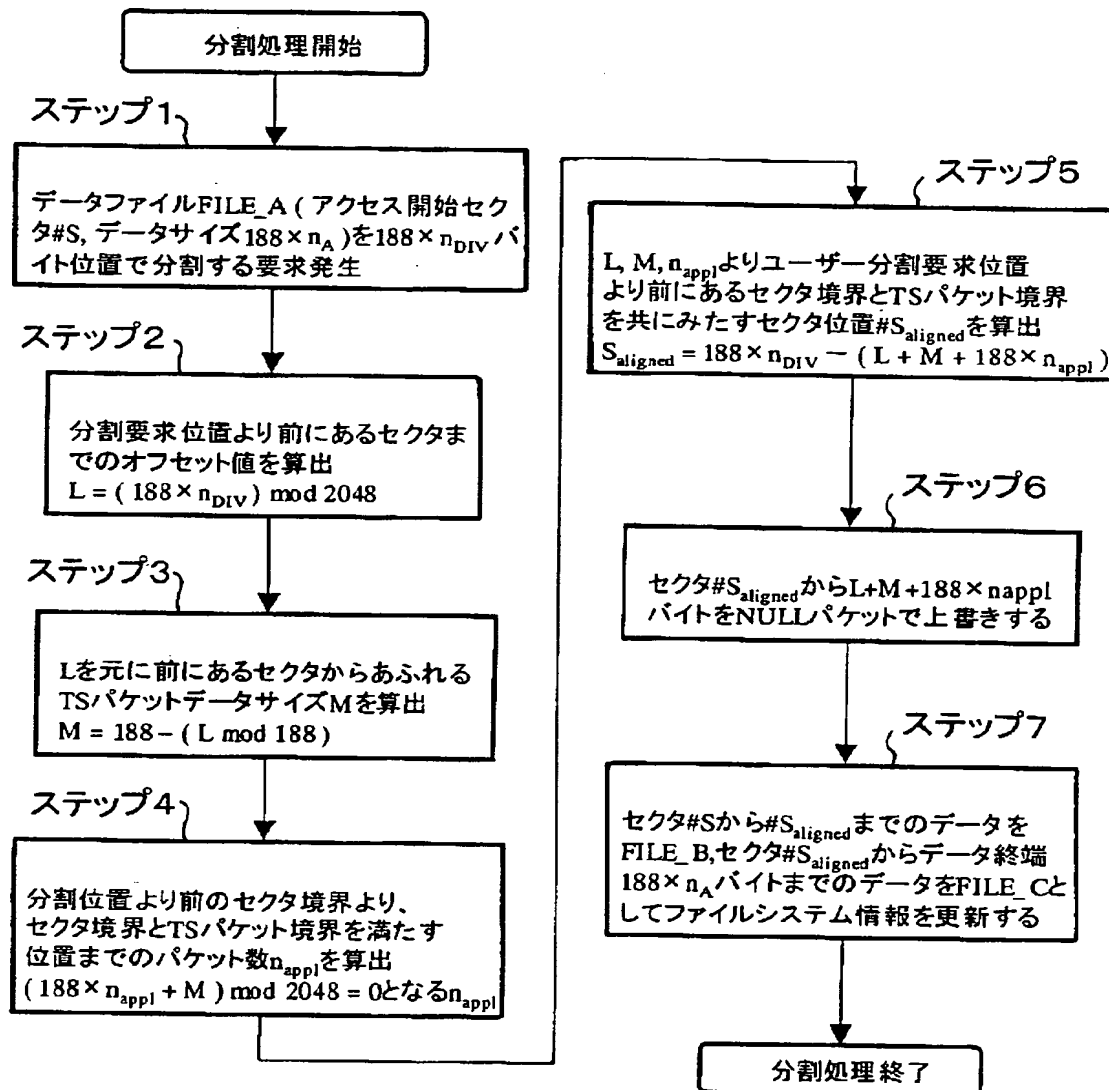 分割処理開始
ステップ1
データファイルFILE_A ( アクセス開始セク
タ#S, データサイズ188×n_A )を188×n_DIVバ
イト位置で分割する要求発生
ステップ2
分割要求位置より前にあるセクタま
でのオフセット値を算出
L = ( 188×n_DIV ) mod 2048
ステップ3
Lを元に前にあるセクタからあふれる
TSパケットデータサイズMを算出
M = 188 − ( L mod 188 )
ステップ4
分割位置より前のセクタ境界より、
セクタ境界とTSパケット境界を満たす
位置までのパケット数n_applを算出
( 188×n_appl + M ) mod 2048 = 0となるn_appl
ステップ5
L, M, n_applよりユーザー分割要求位置
より前にあるセクタ境界とTSパケット境界
を共にみたすセクタ位置#S_alignedを算出
S_aligned = 188×n_DIV − ( L + M + 188×n_appl )
ステップ6
セクタ#S_alignedからL+M+188×nappl
バイトをNULLパケットで上書きする
ステップ7
セクタ#Sから#S_alignedまでのデータを
FILE_B,セクタ#S_alignedからデータ終端
188×n_AバイトまでのデータをFILE_Cと
してファイルシステム情報を更新する
分割処理終了